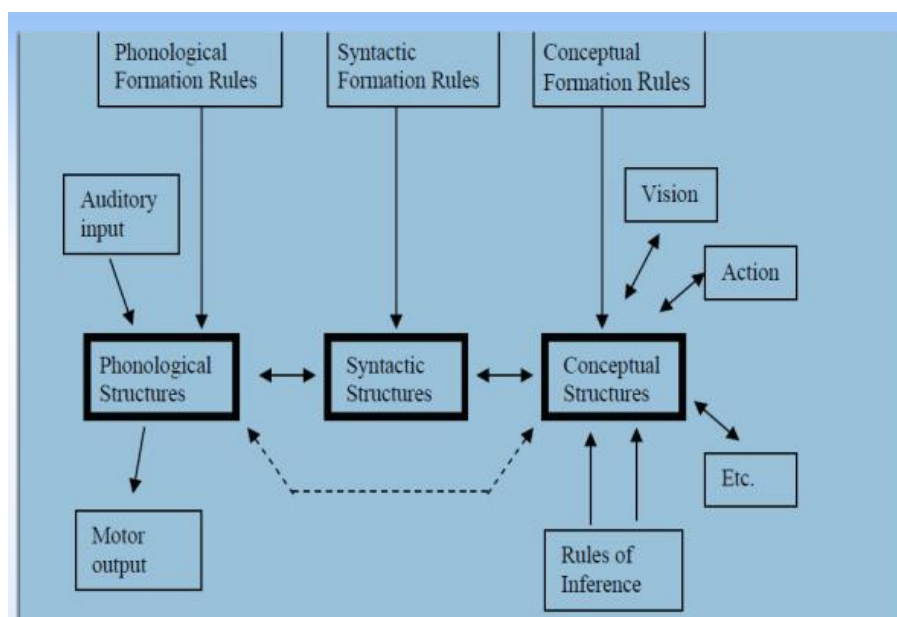 Phonological
Formation Rules
Syntactic
Formation Rules
Conceptual
Formation Rules
Auditory
input
Vision
Action
Phonological
Structures
Syntactic
Structures
Conceptual
Structures
Etc.
Motor
output
Rules of
Inference